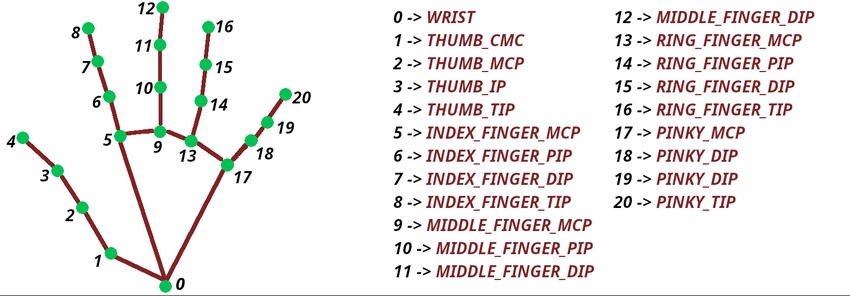 12
16
8
11
7
15
10
20
6
14
19
4
5
9
13
18
3
17
2
1
0
0 -> WRIST
1 -> THUMB_CMC
2 -> THUMB_MCP
3 -> THUMB_IP
4 -> THUMB_TIP
5 -> INDEX_FINGER_MCP
6 -> INDEX_FINGER_PIP
7 -> INDEX_FINGER_DIP
8 -> INDEX_FINGER_TIP
9 -> MIDDLE_FINGER_MCP
10 -> MIDDLE_FINGER_PIP
11 -> MIDDLE_FINGER_DIP
12 -> MIDDLE_FINGER_DIP
13 -> RING_FINGER_MCP
14 -> RING_FINGER_PIP
15 -> RING_FINGER_DIP
16 -> RING_FINGER_TIP
17 -> PINKY_MCP
18 -> PINKY_DIP
19 -> PINKY_DIP
20 -> PINKY_TIP